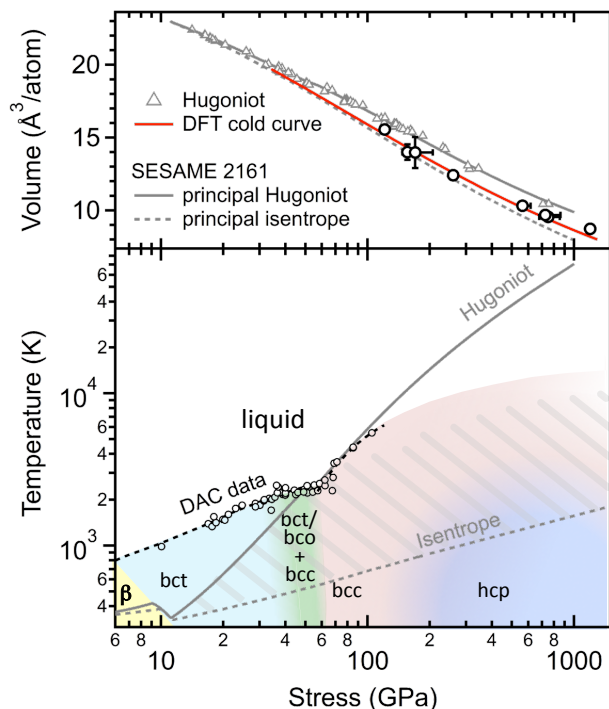 20
15
10
Volume (Å³/atom)
Hugoniot
DFT cold curve
SESAME 2161
principal Hugoniot
principal isentrope
6
4
2
10⁴
6
4
2
10³
6
4
Temperature (K)
liquid
Hugoniot
DAC data
bct/
bco
+
bcc
Isentrope
β
bct
bcc
hcp
6 8 10 2 4 6 8 100 2 4 6 8 1000
Stress (GPa)